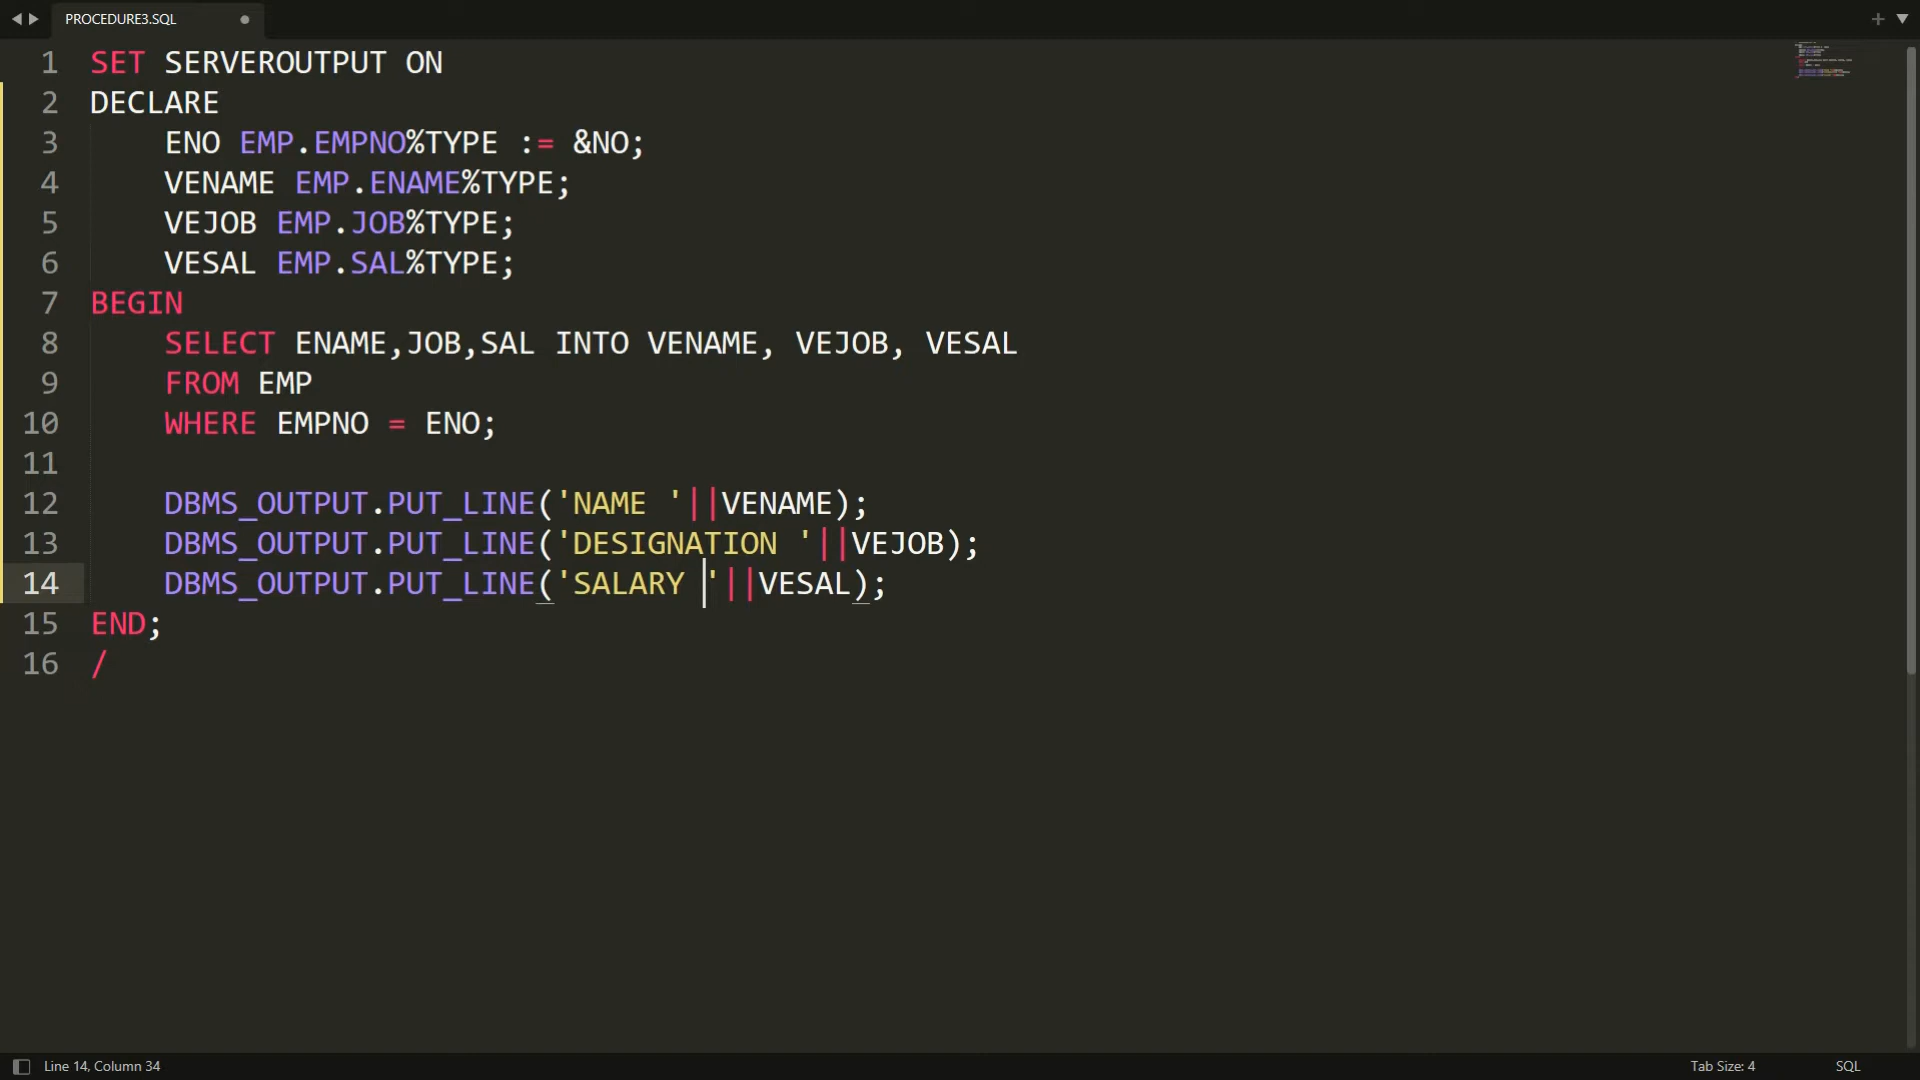 PROCEDURE3.SQL
1 SET SERVEROUTPUT ON
2 DECLARE
3     ENO EMP.EMPNO%TYPE := &NO;
4     VENAME EMP.ENAME%TYPE;
5     VEJOB EMP.JOB%TYPE;
6     VESAL EMP.SAL%TYPE;
7 BEGIN
8     SELECT ENAME,JOB,SAL INTO VENAME, VEJOB, VESAL
9     FROM EMP
10     WHERE EMPNO = ENO;
11
12     DBMS_OUTPUT.PUT_LINE('NAME '||VENAME);
13     DBMS_OUTPUT.PUT_LINE('DESIGNATION '||VEJOB);
14     DBMS_OUTPUT.PUT_LINE('SALARY '||VESAL);
15 END;
16 /
Line 14, Column 34
Tab Size: 4
SQL